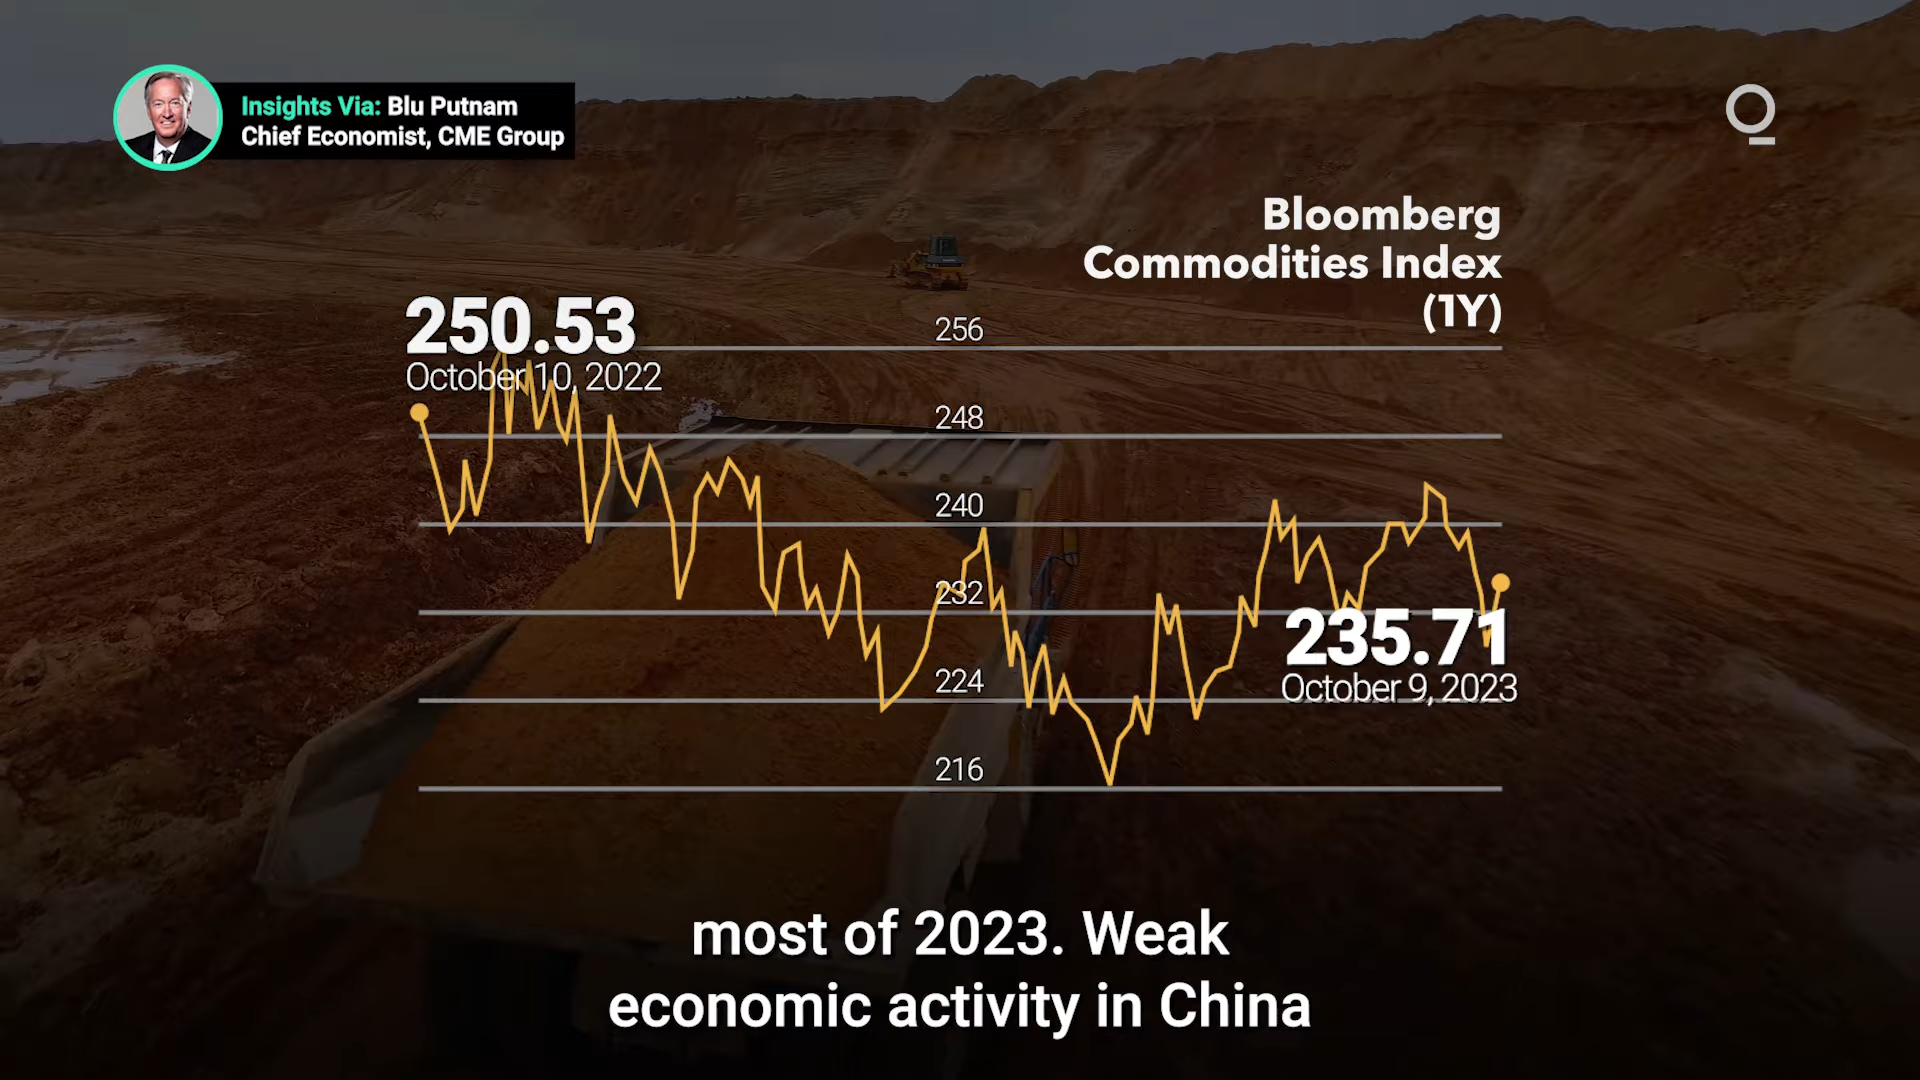 Insights Via: Blu Putnam
Chief Economist, CME Group
Bloomberg
Commodities Index
(1Y)
250.53
October 10, 2022
256
248
240
232
224
216
235.71
October 9, 2023
most of 2023. Weak
economic activity in China